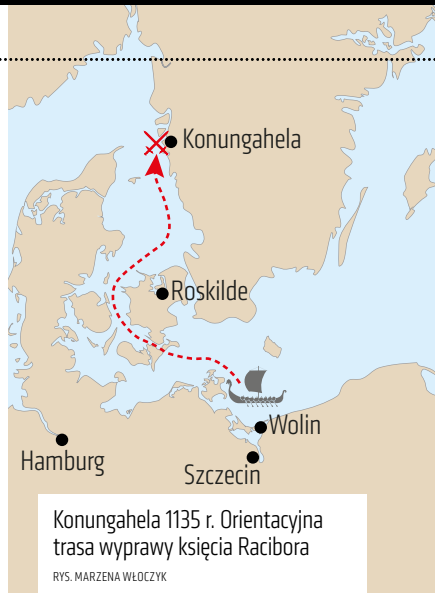 Konungahela
Roskilde
Wolin
Hamburg
Szczecin
Konungahela 1135 r. Orientacyjna
trasa wyprawy księcia Racibora
RYS. MARZENA WŁOCZYK